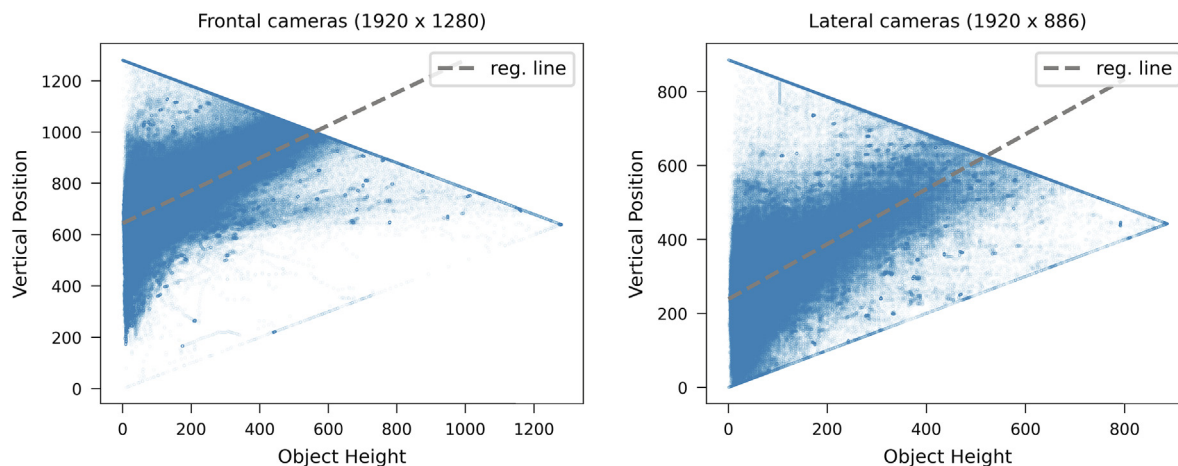 Frontal cameras (1920 x 1280)
reg. line
1200
1000
800
600
400
200
0
Vertical Position
0 200 400 600 800 1000 1200
Object Height
Lateral cameras (1920 x 886)
reg. line
800
600
400
200
0
Vertical Position
0 200 400 600 800
Object Height